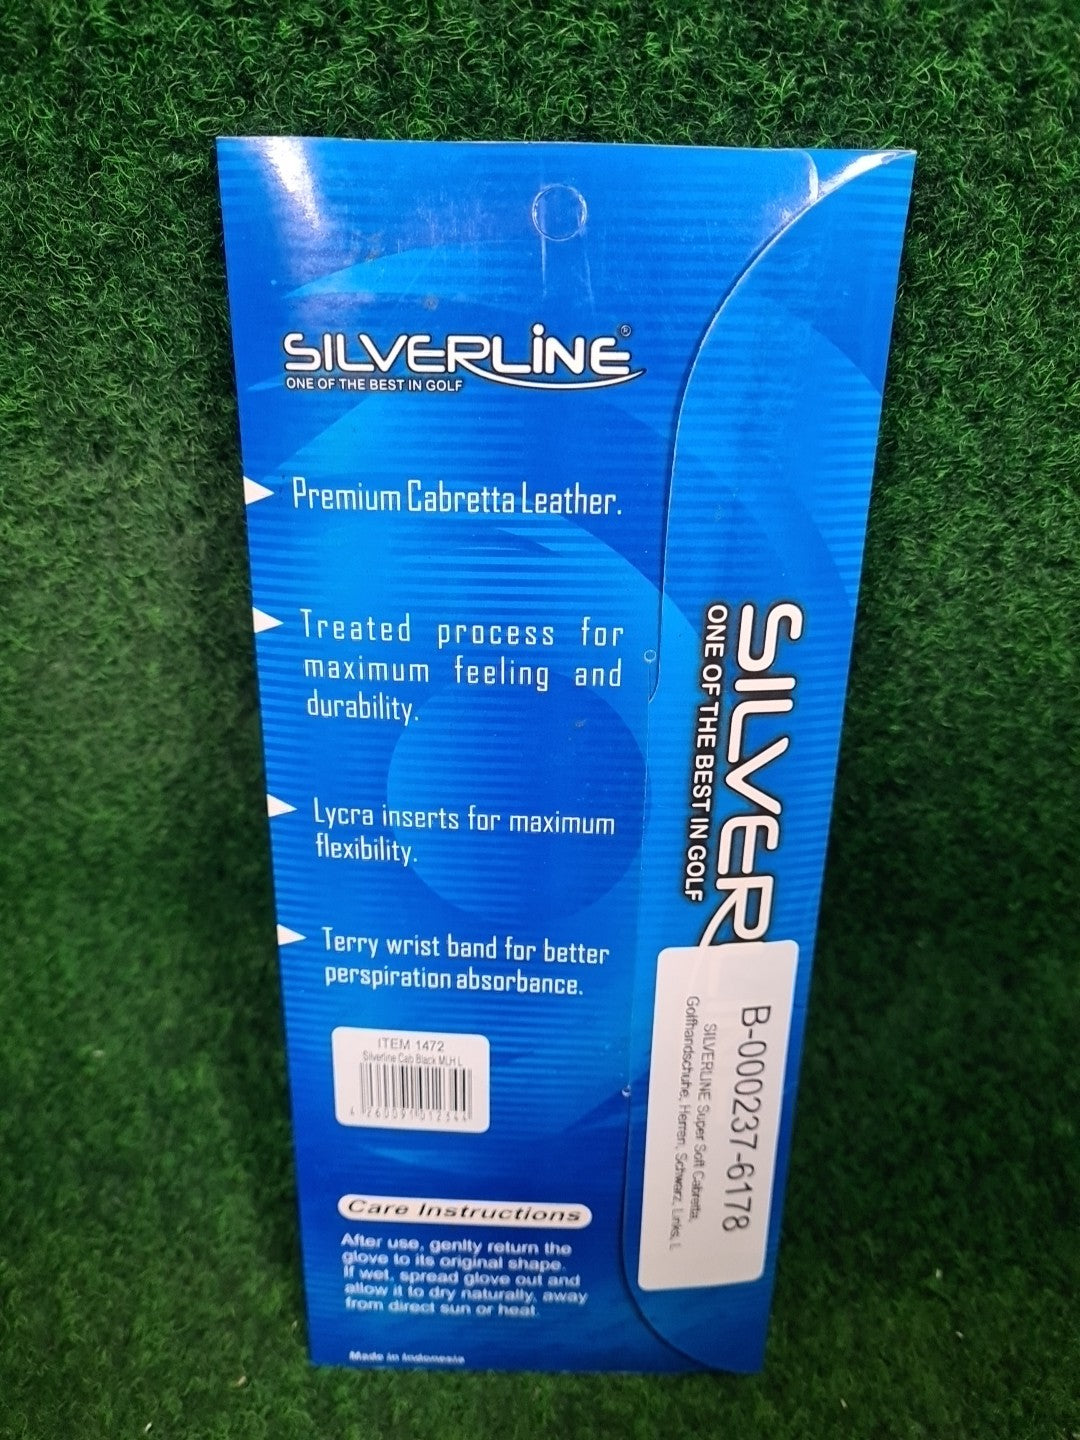 SILVERLINE®
ONE OF THE BEST IN GOLF
Premium Cabretta Leather.
Treated process for
maximum feeling and
durability.
Lycra inserts for maximum
flexibility.
Terry wrist band for better
perspiration absorbance.
ITEM 1472
Silverline Cab Black MLH L
4 260091 012344
Care Instructions
After use, genlty return the
glove to its original shape.
If wet, spread glove out and
allow it to dry naturally, away
from direct sun or heat.
Made in Indonesia
SILVER
ONE OF THE BEST IN GOLF
B-000237-6178
SILVERLINE Super Soft Cabretta,
Golfhandschuhe, Herren, Schwarz, Links, L